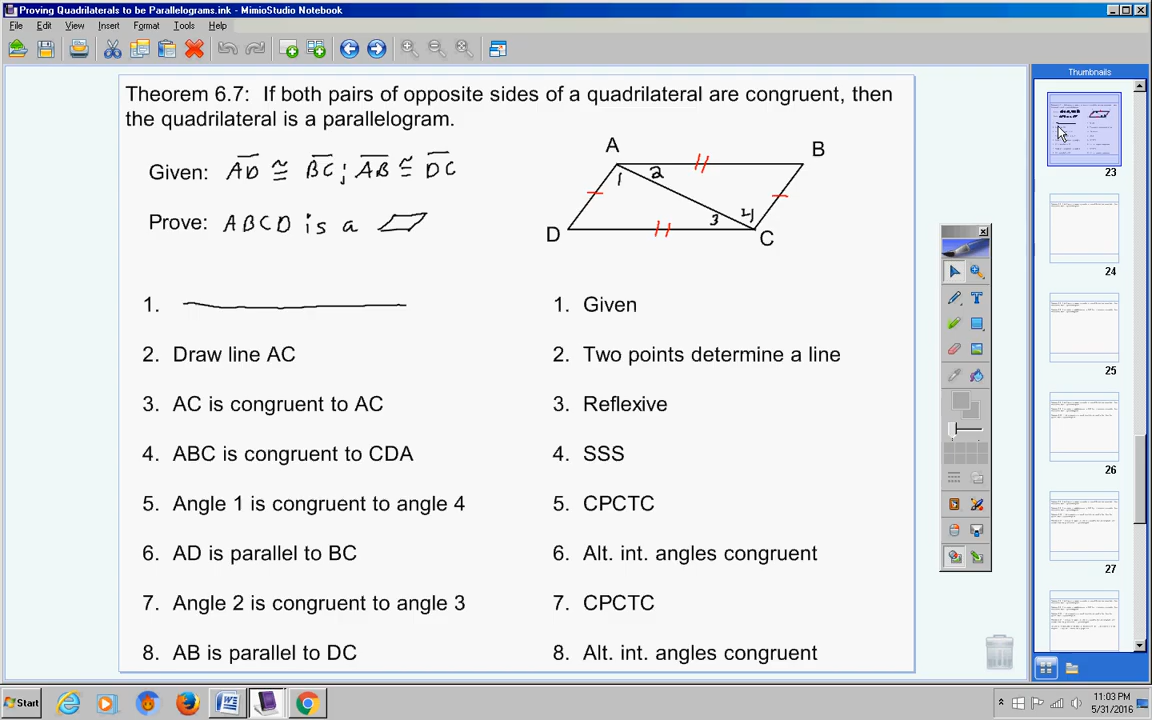 Proving Quadrilaterals to be Parallelograms.ink - MimioStudio Notebook
File Edit View Insert Format Tools Help
Thumbnails
Theorem 6.7: If both pairs of opposite sides of a quadrilateral are congruent, then
the quadrilateral is a parallelogram.
Given: AD ≅ BC; AB ≅ DC
Prove: ABCD is a
A B
1 2
3 4
D C
1. 1. Given
2. Draw line AC 2. Two points determine a line
3. AC is congruent to AC 3. Reflexive
4. ABC is congruent to CDA 4. SSS
5. Angle 1 is congruent to angle 4 5. CPCTC
6. AD is parallel to BC 6. Alt. int. angles congruent
7. Angle 2 is congruent to angle 3 7. CPCTC
8. AB is parallel to DC 8. Alt. int. angles congruent
23
24
25
26
27
Start
11:03 PM
5/31/2016